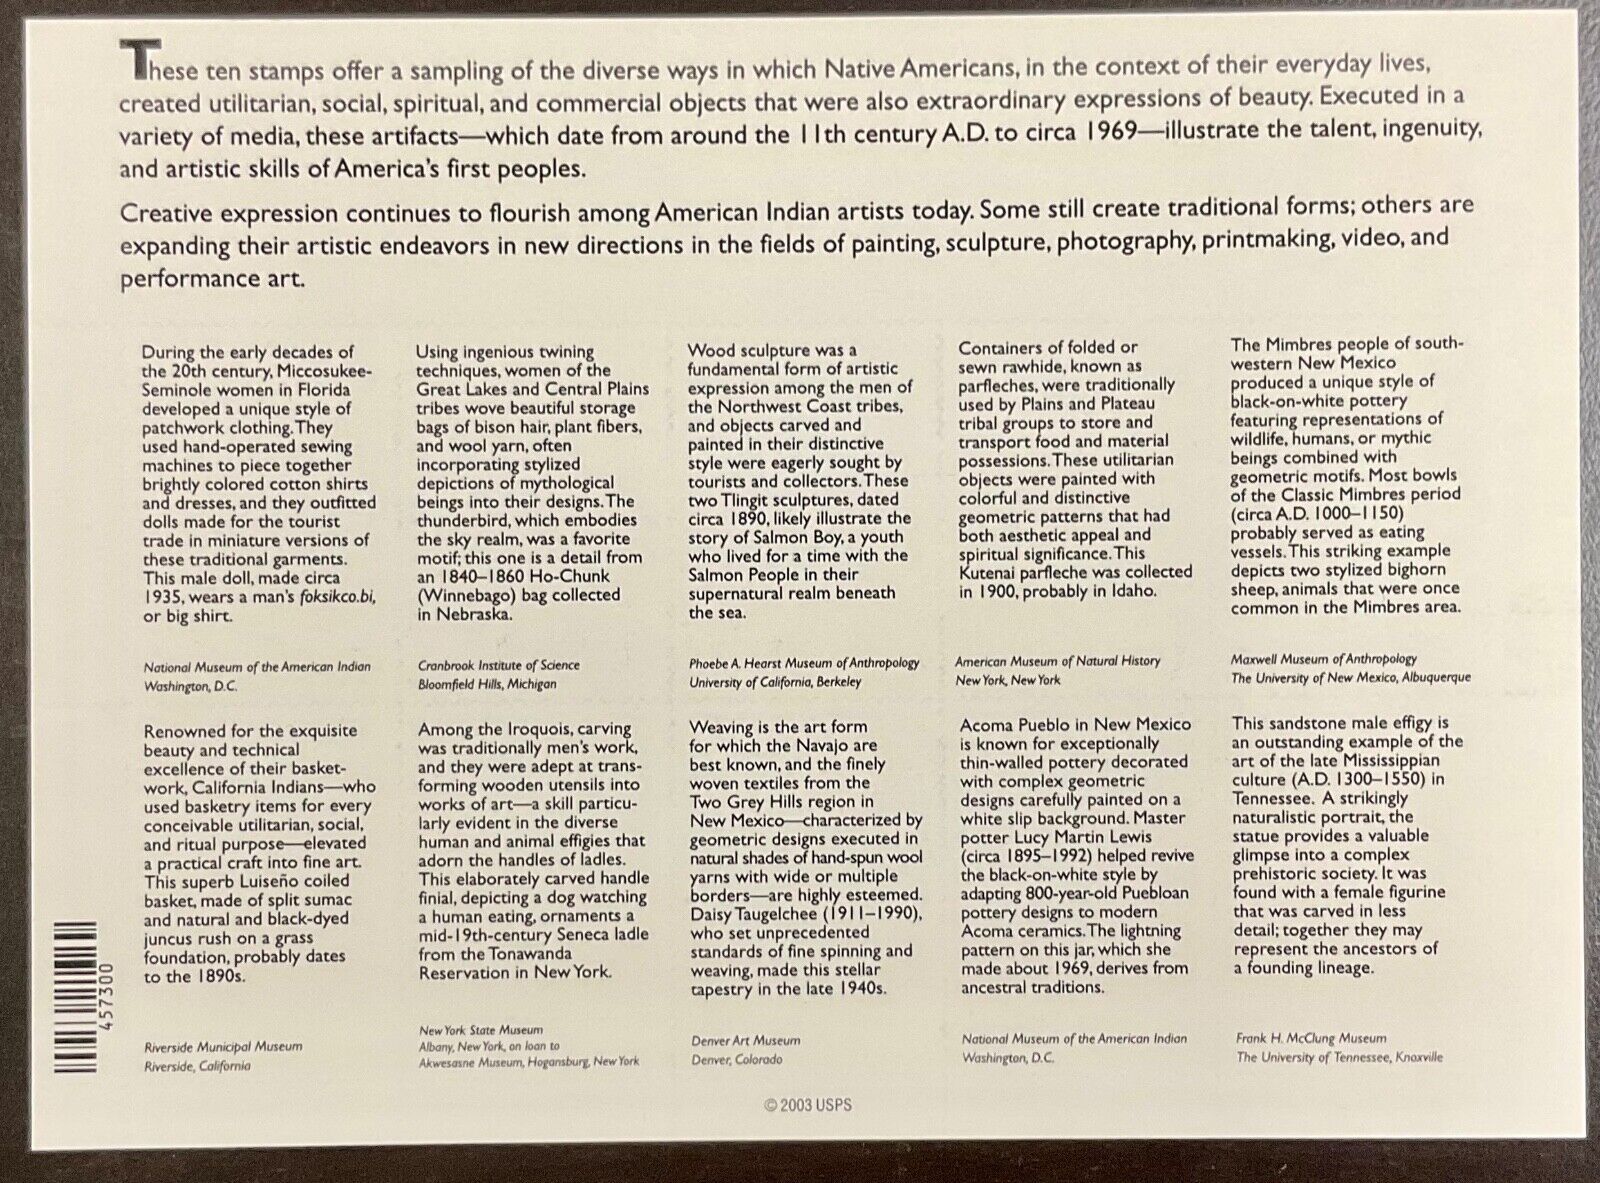 These ten stamps offer a sampling of the diverse ways in which Native Americans, in the context of their everyday lives,
created utilitarian, social, spiritual, and commercial objects that were also extraordinary expressions of beauty. Executed in a
variety of media, these artifacts—which date from around the 11th century A.D. to circa 1969—illustrate the talent, ingenuity,
and artistic skills of America's first peoples.
Creative expression continues to flourish among American Indian artists today. Some still create traditional forms; others are
expanding their artistic endeavors in new directions in the fields of painting, sculpture, photography, printmaking, video, and
performance art.
During the early decades of
the 20th century, Miccosukee-
Seminole women in Florida
developed a unique style of
patchwork clothing. They
used hand-operated sewing
machines to piece together
brightly colored cotton shirts
and dresses, and they outfitted
dolls made for the tourist
trade in miniature versions of
these traditional garments.
This male doll, made circa
1935, wears a man's foksikco.bi,
or big shirt.
National Museum of the American Indian
Washington, D.C.
Using ingenious twining
techniques, women of the
Great Lakes and Central Plains
tribes wove beautiful storage
bags of bison hair, plant fibers,
and wool yarn, often
incorporating stylized
depictions of mythological
beings into their designs. The
thunderbird, which embodies
the sky realm, was a favorite
motif; this one is a detail from
an 1840–1860 Ho-Chunk
(Winnebago) bag collected
in Nebraska.
Cranbrook Institute of Science
Bloomfield Hills, Michigan
Wood sculpture was a
fundamental form of artistic
expression among the men of
the Northwest Coast tribes,
and objects carved and
painted in their distinctive
style were eagerly sought by
tourists and collectors. These
two Tlingit sculptures, dated
circa 1890, likely illustrate the
story of Salmon Boy, a youth
who lived for a time with the
Salmon People in their
supernatural realm beneath
the sea.
Phoebe A. Hearst Museum of Anthropology
University of California, Berkeley
Containers of folded or
sewn rawhide, known as
parfleches, were traditionally
used by Plains and Plateau
tribal groups to store and
transport food and material
possessions. These utilitarian
objects were painted with
colorful and distinctive
geometric patterns that had
both aesthetic appeal and
spiritual significance. This
Kutenai parfleche was collected
in 1900, probably in Idaho.
American Museum of Natural History
New York, New York
The Mimbres people of south-
western New Mexico
produced a unique style of
black-on-white pottery
featuring representations of
wildlife, humans, or mythic
beings combined with
geometric motifs. Most bowls
of the Classic Mimbres period
(circa A.D. 1000–1150)
probably served as eating
vessels. This striking example
depicts two stylized bighorn
sheep, animals that were once
common in the Mimbres area.
Maxwell Museum of Anthropology
The University of New Mexico, Albuquerque
Renowned for the exquisite
beauty and technical
excellence of their basket-
work, California Indians—who
used basketry items for every
conceivable utilitarian, social,
and ritual purpose—elevated
a practical craft into fine art.
This superb Luiseño coiled
basket, made of split sumac
and natural and black-dyed
juncus rush on a grass
foundation, probably dates
to the 1890s.
Riverside Municipal Museum
Riverside, California
Among the Iroquois, carving
was traditionally men's work,
and they were adept at trans-
forming wooden utensils into
works of art—a skill particu-
larly evident in the diverse
human and animal effigies that
adorn the handles of ladles.
This elaborately carved handle
finial, depicting a dog watching
a human eating, ornaments a
mid-19th-century Seneca ladle
from the Tonawanda
Reservation in New York.
New York State Museum
Albany, New York, on loan to
Akwesasne Museum, Hogansburg, New York
Weaving is the art form
for which the Navajo are
best known, and the finely
woven textiles from the
Two Grey Hills region in
New Mexico—characterized by
geometric designs executed in
natural shades of hand-spun wool
yarns with wide or multiple
borders—are highly esteemed.
Daisy Taugelchee (1911–1990),
who set unprecedented
standards of fine spinning and
weaving, made this stellar
tapestry in the late 1940s.
Denver Art Museum
Denver, Colorado
Acoma Pueblo in New Mexico
is known for exceptionally
thin-walled pottery decorated
with complex geometric
designs carefully painted on a
white slip background. Master
potter Lucy Martin Lewis
(circa 1895–1992) helped revive
the black-on-white style by
adapting 800-year-old Puebloan
pottery designs to modern
Acoma ceramics. The lightning
pattern on this jar, which she
made about 1969, derives from
ancestral traditions.
National Museum of the American Indian
Washington, D.C.
This sandstone male effigy is
an outstanding example of the
art of the late Mississippian
culture (A.D. 1300–1550) in
Tennessee. A strikingly
naturalistic portrait, the
statue provides a valuable
glimpse into a complex
prehistoric society. It was
found with a female figurine
that was carved in less
detail; together they may
represent the ancestors of
a founding lineage.
Frank H. McClung Museum
The University of Tennessee, Knoxville
457300
© 2003 USPS